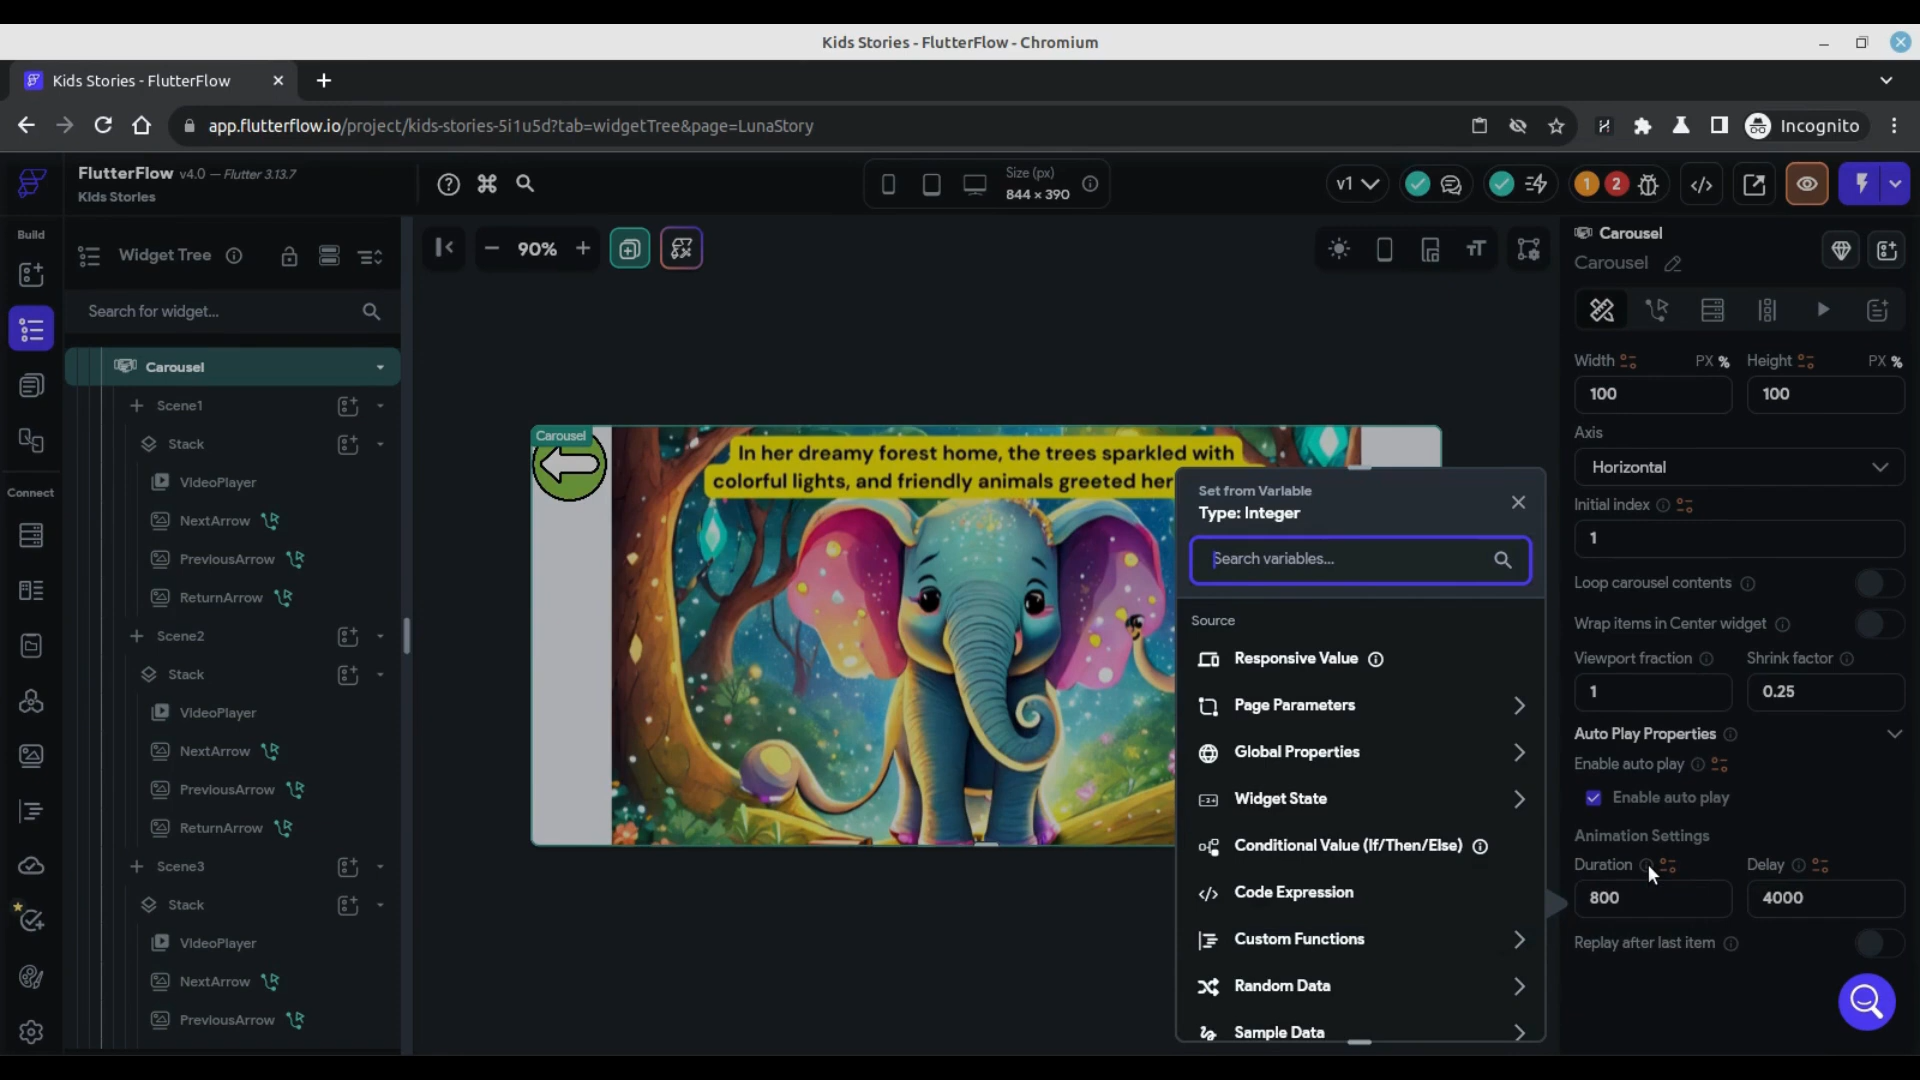 Kids Stories - FlutterFlow - Chromium
Kids Stories - FlutterFlow
app.flutterflow.io/project/kids-stories-5i1u5d?tab=widgetTree&page=LunaStory
Incognito
FlutterFlow v4.0 — Flutter 3.13.7
Kids Stories
Size (px)
844 × 390
v1
1
2
Build
Connect
Widget Tree
Search for widget...
Carousel
Scene1
Stack
VideoPlayer
NextArrow
PreviousArrow
ReturnArrow
Scene2
Stack
VideoPlayer
NextArrow
PreviousArrow
ReturnArrow
Scene3
Stack
VideoPlayer
NextArrow
PreviousArrow
90%
Carousel
In her dreamy forest home, the trees sparkled with
colorful lights, and friendly animals greeted her
Set from Variable
Type: Integer
Search variables...
Source
Responsive Value
Page Parameters
Global Properties
Widget State
Conditional Value (If/Then/Else)
Code Expression
Custom Functions
Random Data
Sample Data
Carousel
Carousel
Width PX % Height PX %
100 100
Axis
Horizontal
Initial index
1
Loop carousel contents
Wrap items in Center widget
Viewport fraction Shrink factor
1 0.25
Auto Play Properties
Enable auto play
Enable auto play
Animation Settings
Duration Delay
800 4000
Replay after last item